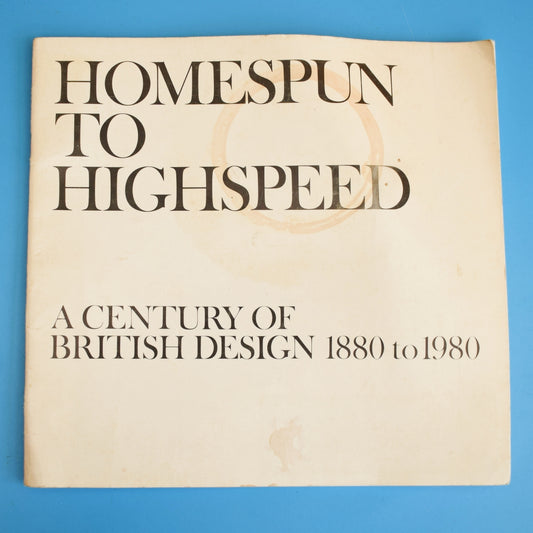 HOMESPUN
TO
HIGHSPEED
A CENTURY OF
BRITISH DESIGN 1880 to 1980